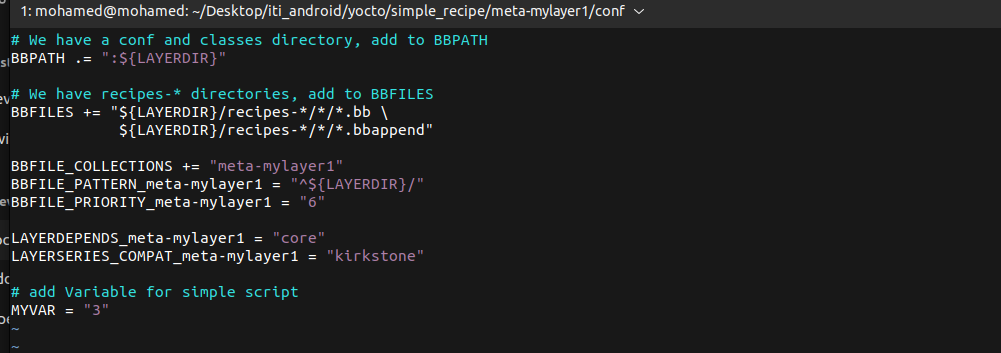 1: mohamed@mohamed: ~/Desktop/iti_android/yocto/simple_recipe/meta-mylayer1/conf
# We have a conf and classes directory, add to BBPATH
BBPATH .= ":${LAYERDIR}"
# We have recipes-* directories, add to BBFILES
BBFILES += "${LAYERDIR}/recipes-*/*/*.bb \
${LAYERDIR}/recipes-*/*/*.bbappend"
BBFILE_COLLECTIONS += "meta-mylayer1"
BBFILE_PATTERN_meta-mylayer1 = "^${LAYERDIR}/"
BBFILE_PRIORITY_meta-mylayer1 = "6"
LAYERDEPENDS_meta-mylayer1 = "core"
LAYERSERIES_COMPAT_meta-mylayer1 = "kirkstone"
# add Variable for simple script
MYVAR = "3"
~
~